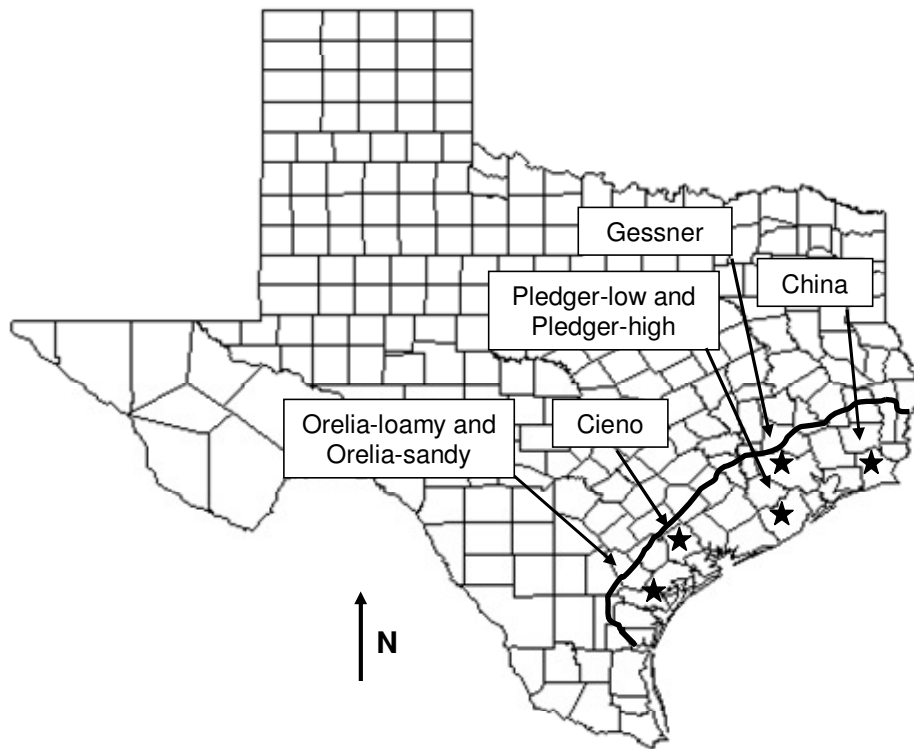 Gessner
China
Pledger-low and
Pledger-high
Orelia-loamy and
Orelia-sandy
Cieno
N